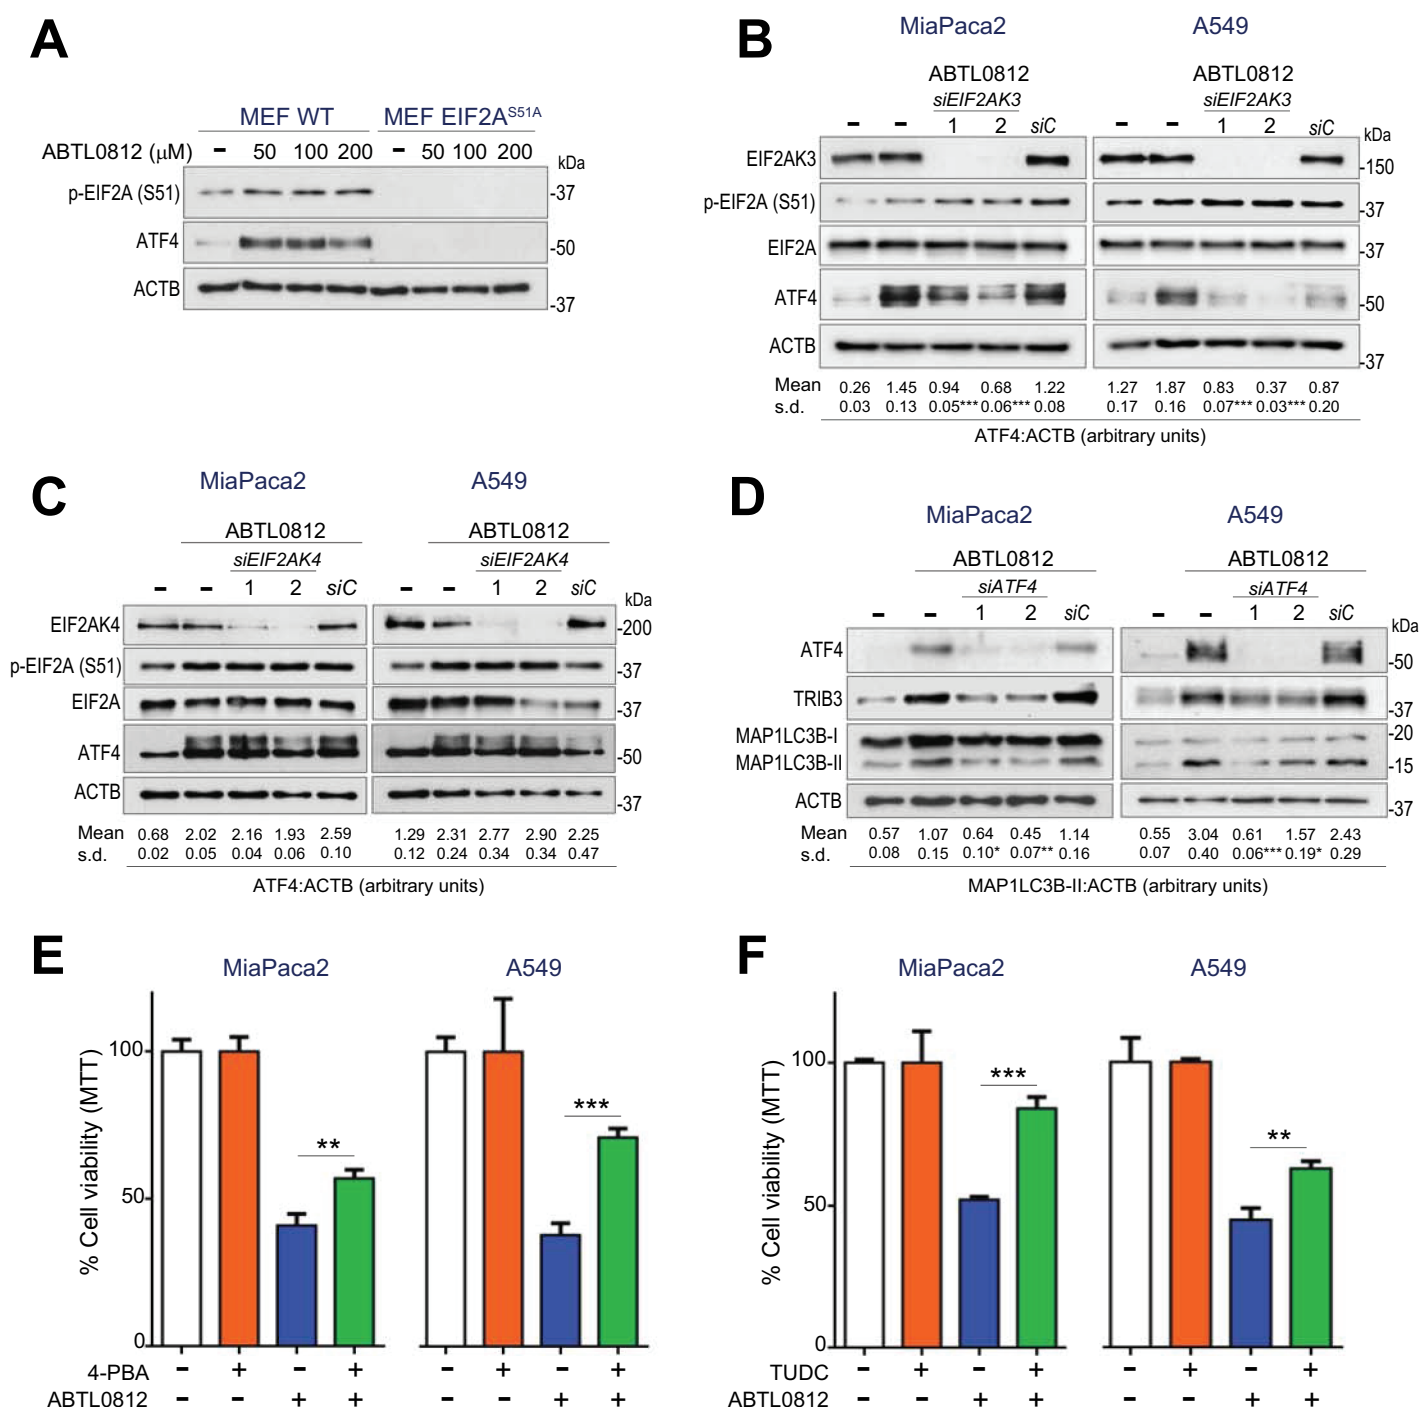 A
MEF WT MEF EIF2A^S51A
ABTL0812 (μM) – 50 100 200 – 50 100 200
kDa
p-EIF2A (S51) -37
ATF4 -50
ACTB -37
B
MiaPaca2 A549
ABTL0812 ABTL0812
siEIF2AK3 siEIF2AK3
– – 1 2 siC – – 1 2 siC
kDa
EIF2AK3 -150
p-EIF2A (S51) -37
EIF2A -37
ATF4 -50
ACTB -37
Mean 0.26 1.45 0.94 0.68 1.22 1.27 1.87 0.83 0.37 0.87
s.d. 0.03 0.13 0.05*** 0.06*** 0.08 0.17 0.16 0.07*** 0.03*** 0.20
ATF4:ACTB (arbitrary units)
C
MiaPaca2 A549
ABTL0812 ABTL0812
siEIF2AK4 siEIF2AK4
– – 1 2 siC – – 1 2 siC
kDa
EIF2AK4 -200
p-EIF2A (S51) -37
EIF2A -37
ATF4 -50
ACTB -37
Mean 0.68 2.02 2.16 1.93 2.59 1.29 2.31 2.77 2.90 2.25
s.d. 0.02 0.05 0.04 0.06 0.10 0.12 0.24 0.34 0.34 0.47
ATF4:ACTB (arbitrary units)
D
MiaPaca2 A549
ABTL0812 ABTL0812
siATF4 siATF4
– – 1 2 siC – – 1 2 siC
kDa
ATF4 -50
TRIB3 -37
MAP1LC3B-I -20
MAP1LC3B-II -15
ACTB -37
Mean 0.57 1.07 0.64 0.45 1.14 0.55 3.04 0.61 1.57 2.43
s.d. 0.08 0.15 0.10* 0.07** 0.16 0.07 0.40 0.06*** 0.19* 0.29
MAP1LC3B-II:ACTB (arbitrary units)
E
MiaPaca2 A549
% Cell viability (MTT)
100
50
0
** ***
4-PBA – + – + – + – +
ABTL0812 – – + + – – + +
F
MiaPaca2 A549
% Cell viability (MTT)
100
50
0
*** **
TUDC – + – + – + – +
ABTL0812 – – + + – – + +